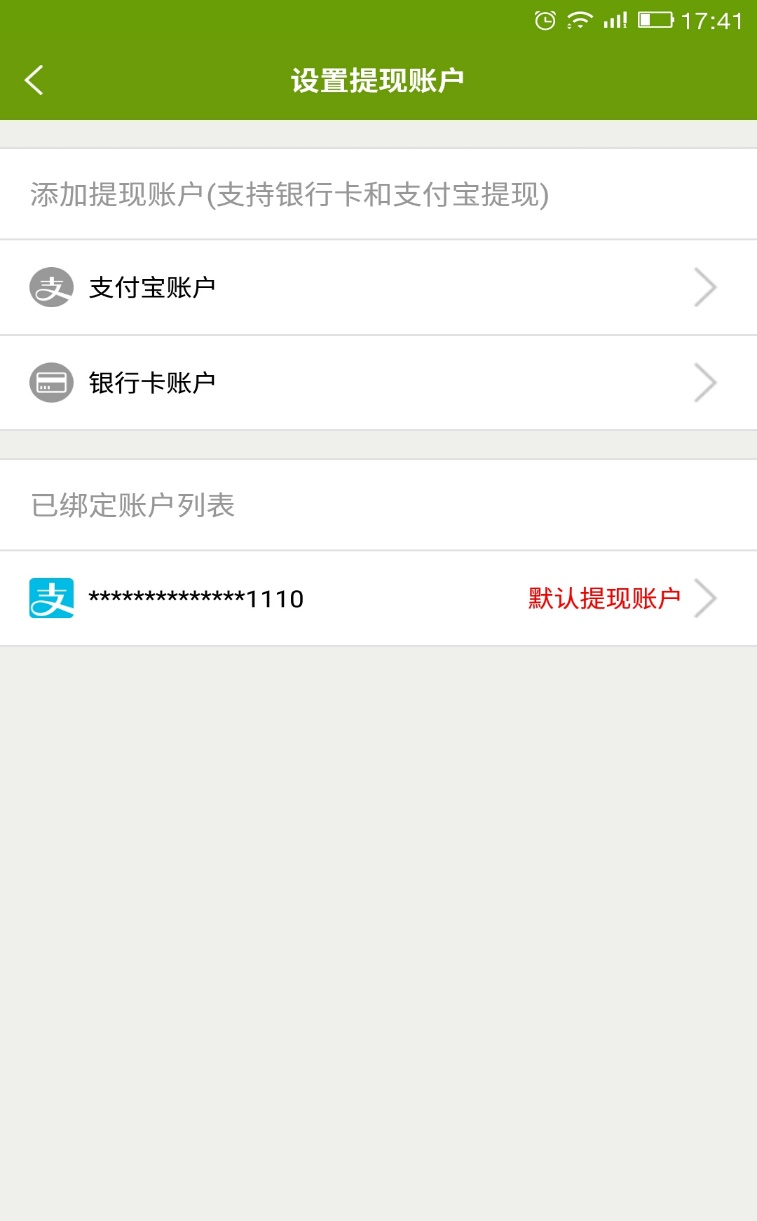 17:41
设置提现账户
添加提现账户(支持银行卡和支付宝提现)
支 支付宝账户
银行卡账户
已绑定账户列表
支 **************1110 默认提现账户